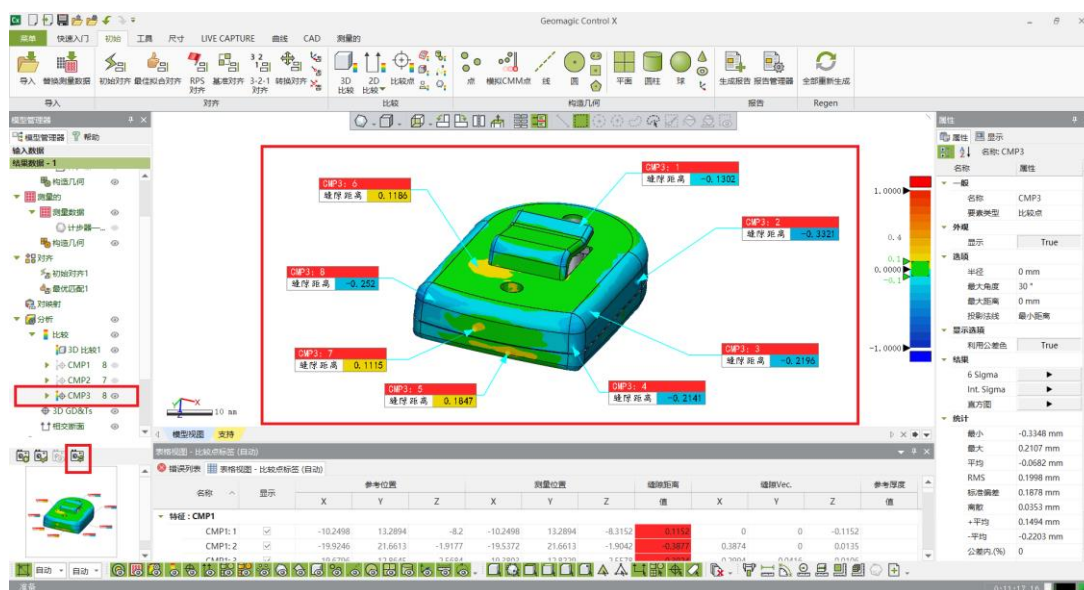 Geomagic Control X
菜单 快速入门 初始 工具 尺寸 LIVE CAPTURE 曲线 CAD 测量的
导入 替换测量数据 初始对齐 最佳拟合对齐 RPS 对齐 基准对齐 3-2-1 对齐 转换对齐 3D 比较 2D 比较 比较点 点 模拟CMM点 线 圆 平面 圆柱 球 生成报告 报告管理器 全部重新生成
导入 对齐 比较 构造几何 报告 Regen
模型管理器
模型管理器 帮助
输入数据
结果数据 - 1
构造几何
测量的
测量数据
计步器一...
构造几何
对齐
初始对齐1
最优匹配1
对映射
分析
比较
3D 比较1
CMP1 8
CMP2 7
CMP3 8
3D GD&Ts
相交断面
CMP3: 1
缝隙距离 -0.1302
CMP3: 6
缝隙距离 0.1186
CMP3: 2
缝隙距离 -0.3321
CMP3: 8
缝隙距离 -0.252
CMP3: 7
缝隙距离 0.1115
CMP3: 3
缝隙距离 -0.2196
CMP3: 5
缝隙距离 0.1847
CMP3: 4
缝隙距离 -0.2141
X
10 mm
1.0000
0.4
0.1
0.0000
-0.1
-1.0000
模型视图 支持
表格视图 - 比较点标签 (自动)
错误列表 表格视图 - 比较点标签 (自动)
名称 显示 参考位置 测量位置 缝隙距离 缝隙Vec. 参考厚度
X Y Z X Y Z 值 X Y Z 值
特征 : CMP1
CMP1: 1 -10.2498 13.2894 -8.2 -10.2498 13.2894 -8.3152 0.1152 0 0 -0.1152
CMP1: 2 -19.9246 21.6613 -1.9177 -19.5372 21.6613 -1.9042 -0.3877 0.3874 0 0.0135
属性
属性 显示
名称: CMP3
名称 属性
一般
名称 CMP3
要素类型 比较点
外观
显示 True
选项
半径 0 mm
最大角度 30 °
最大距离 0 mm
投影法线 最小距离
显示选项
利用公差色 True
结果
6 Sigma
Int. Sigma
直方图
统计
最小 -0.3348 mm
最大 0.2107 mm
平均 -0.0682 mm
RMS 0.1998 mm
标准偏差 0.1878 mm
离散 0.0353 mm
+平均 0.1494 mm
-平均 -0.2203 mm
公差内.(%) 0
自动 自动
准备